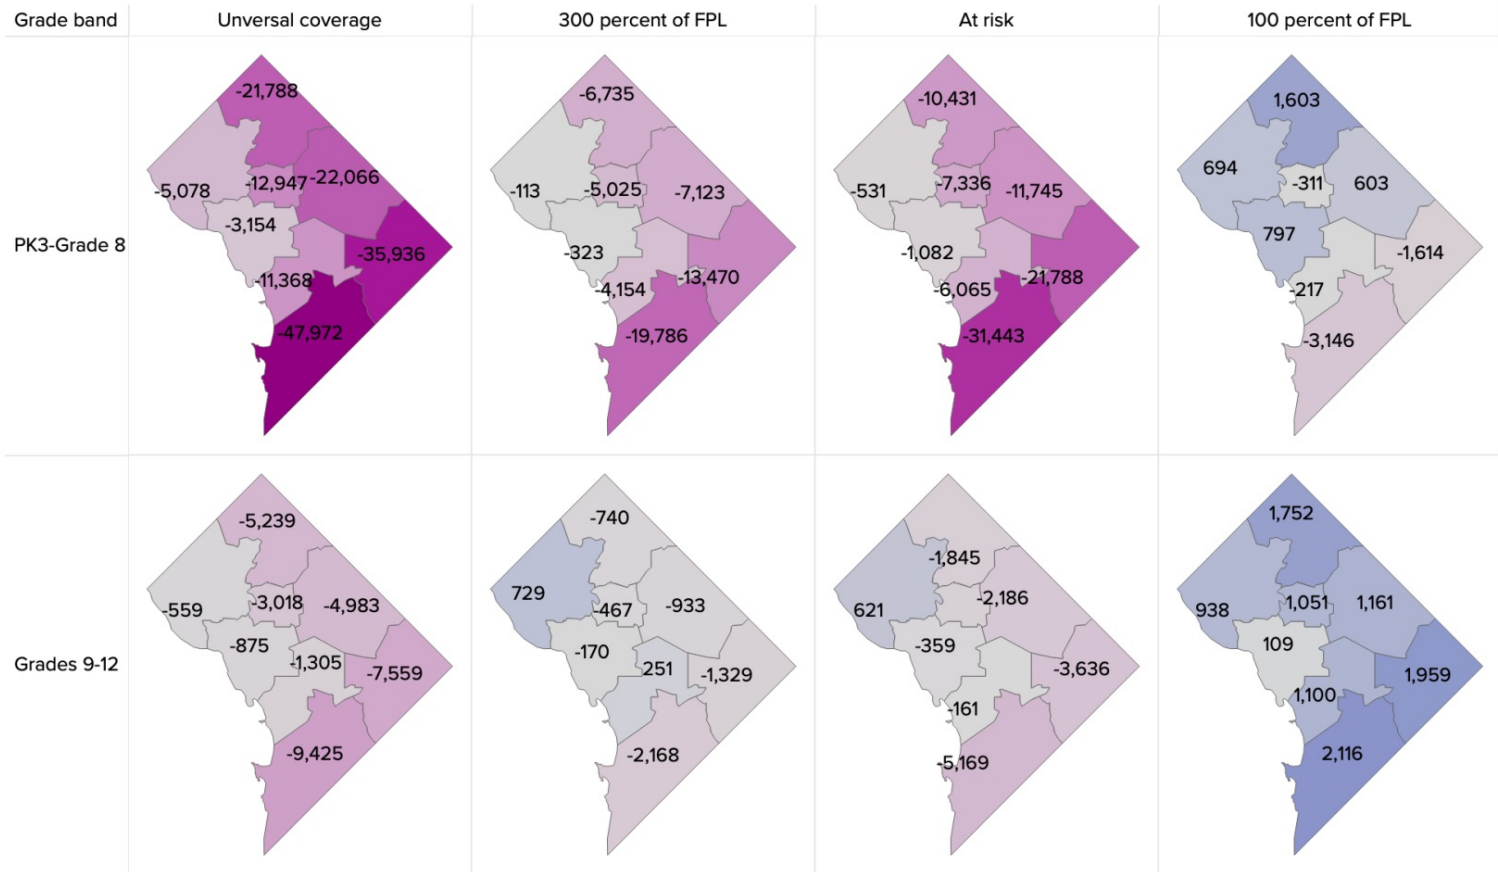 Grade band Unversal coverage 300 percent of FPL At risk 100 percent of FPL
-21,788 -6,735 -10,431 1,603
-5,078 -12,947 -22,066 -113 -5,025 -7,123 -531 -7,336 -11,745 694 -311 603
-3,154 -323 -1,082 797
PK3-Grade 8
-11,368 -35,936 -4,154 -13,470 -6,065 -21,788 -217 -1,614
-47,972 -19,786 -31,443 -3,146
-5,239 -740 -1,845 1,752
-559 -3,018 -4,983 729 -467 -933 621 -2,186 938 1,051 1,161
-875 -170 -359 109
Grades 9-12
-1,305 -7,559 251 -1,329 -161 -3,636 1,100 1,959
-9,425 -2,168 -5,169 2,116